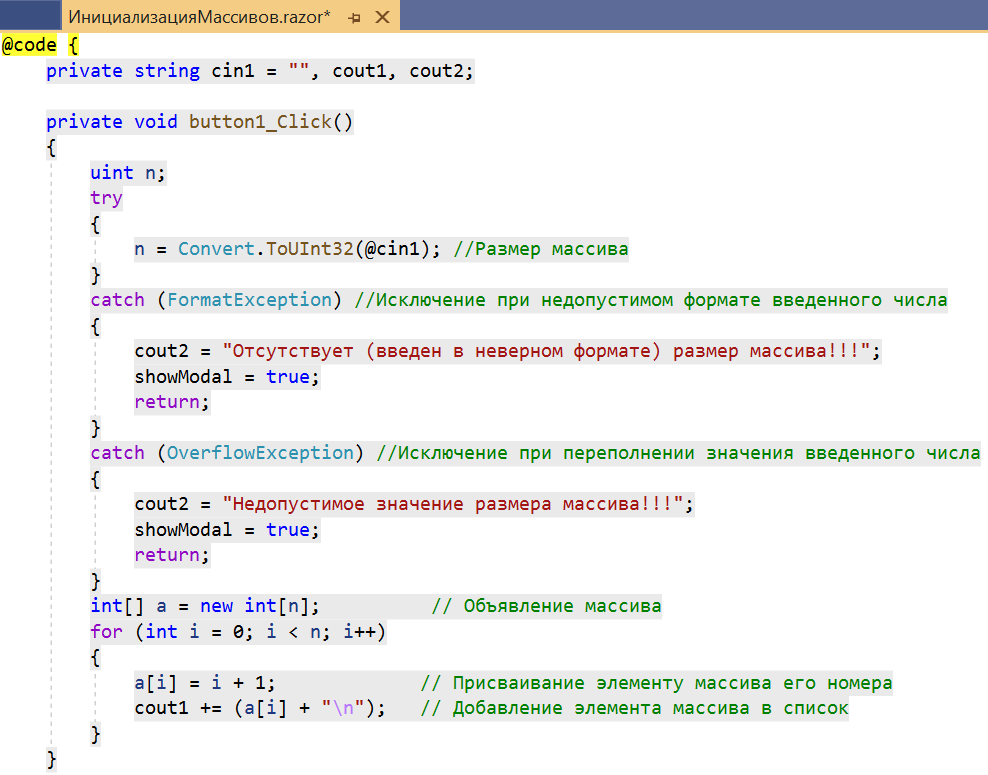 ИнициализацияМассивов.razor*
@code {
private string cin1 = "", cout1, cout2;
private void button1_Click()
{
uint n;
try
{
n = Convert.ToUInt32(@cin1); //Размер массива
}
catch (FormatException) //Исключение при недопустимом формате введенного числа
{
cout2 = "Отсутствует (введен в неверном формате) размер массива!!!";
showModal = true;
return;
}
catch (OverflowException) //Исключение при переполнении значения введенного числа
{
cout2 = "Недопустимое значение размера массива!!!";
showModal = true;
return;
}
int[] a = new int[n]; // Объявление массива
for (int i = 0; i < n; i++)
{
a[i] = i + 1; // Присваивание элементу массива его номера
cout1 += (a[i] + "\n"); // Добавление элемента массива в список
}
}